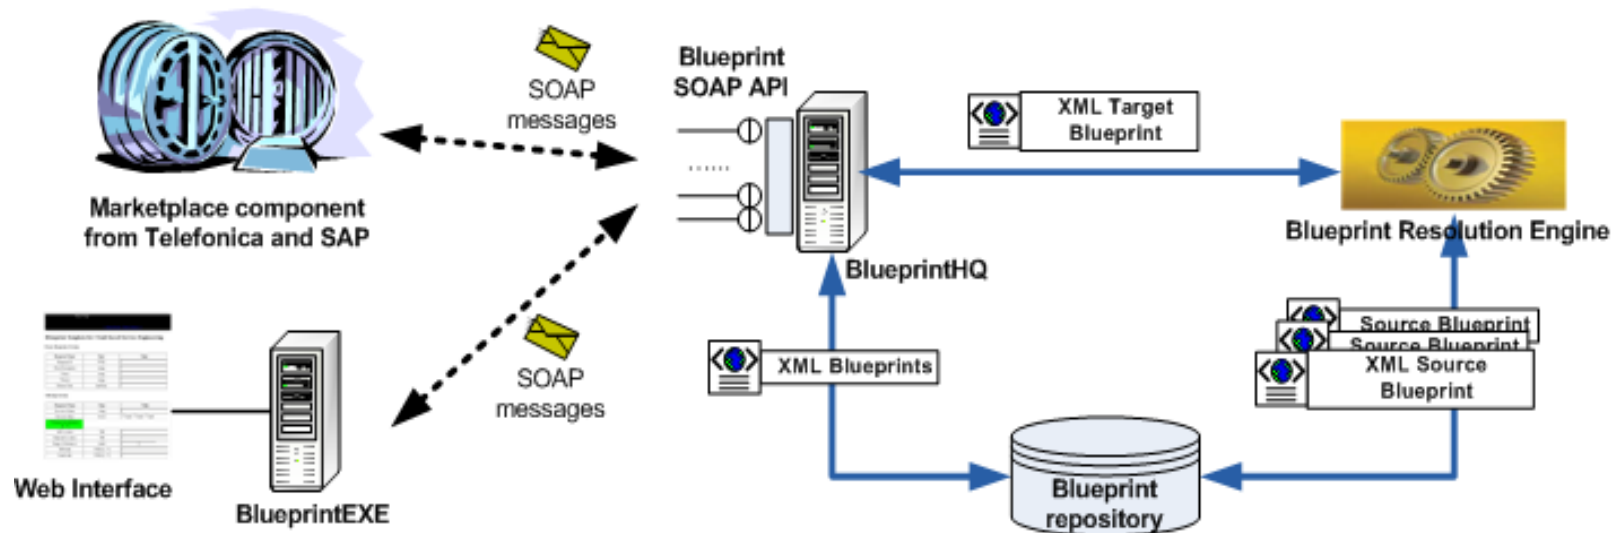 Blueprint
SOAP API
SOAP
messages
XML Target
Blueprint
Marketplace component
from Telefonica and SAP
Blueprint Resolution Engine
BlueprintHQ
Source Blueprint
Source Blueprint
XML Source
Blueprint
XML Blueprints
SOAP
messages
Web Interface
BlueprintEXE
Blueprint
repository